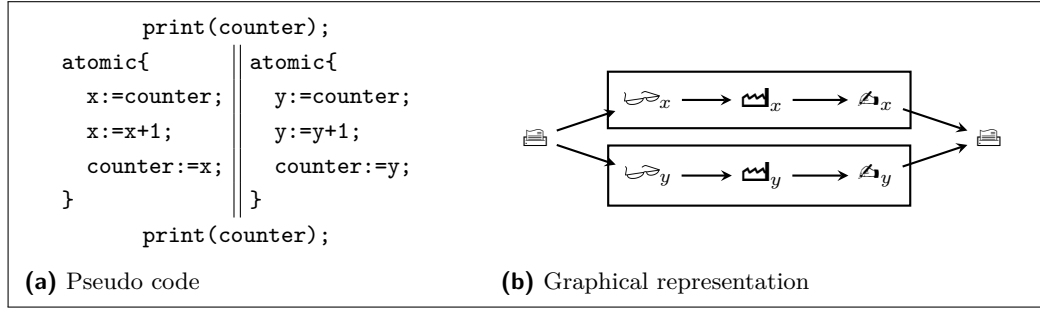 print(counter);
atomic{ atomic{
x:=counter; y:=counter;
x:=x+1; y:=y+1;
counter:=x; counter:=y;
} }
print(counter);
x x x
y y y
(a) Pseudo code
(b) Graphical representation